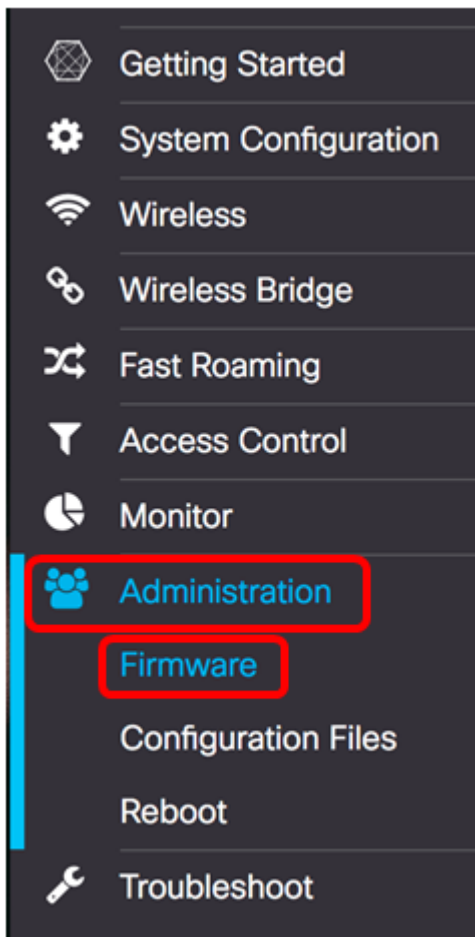 Getting Started
System Configuration
Wireless
Wireless Bridge
Fast Roaming
Access Control
Monitor
Administration
Firmware
Configuration Files
Reboot
Troubleshoot